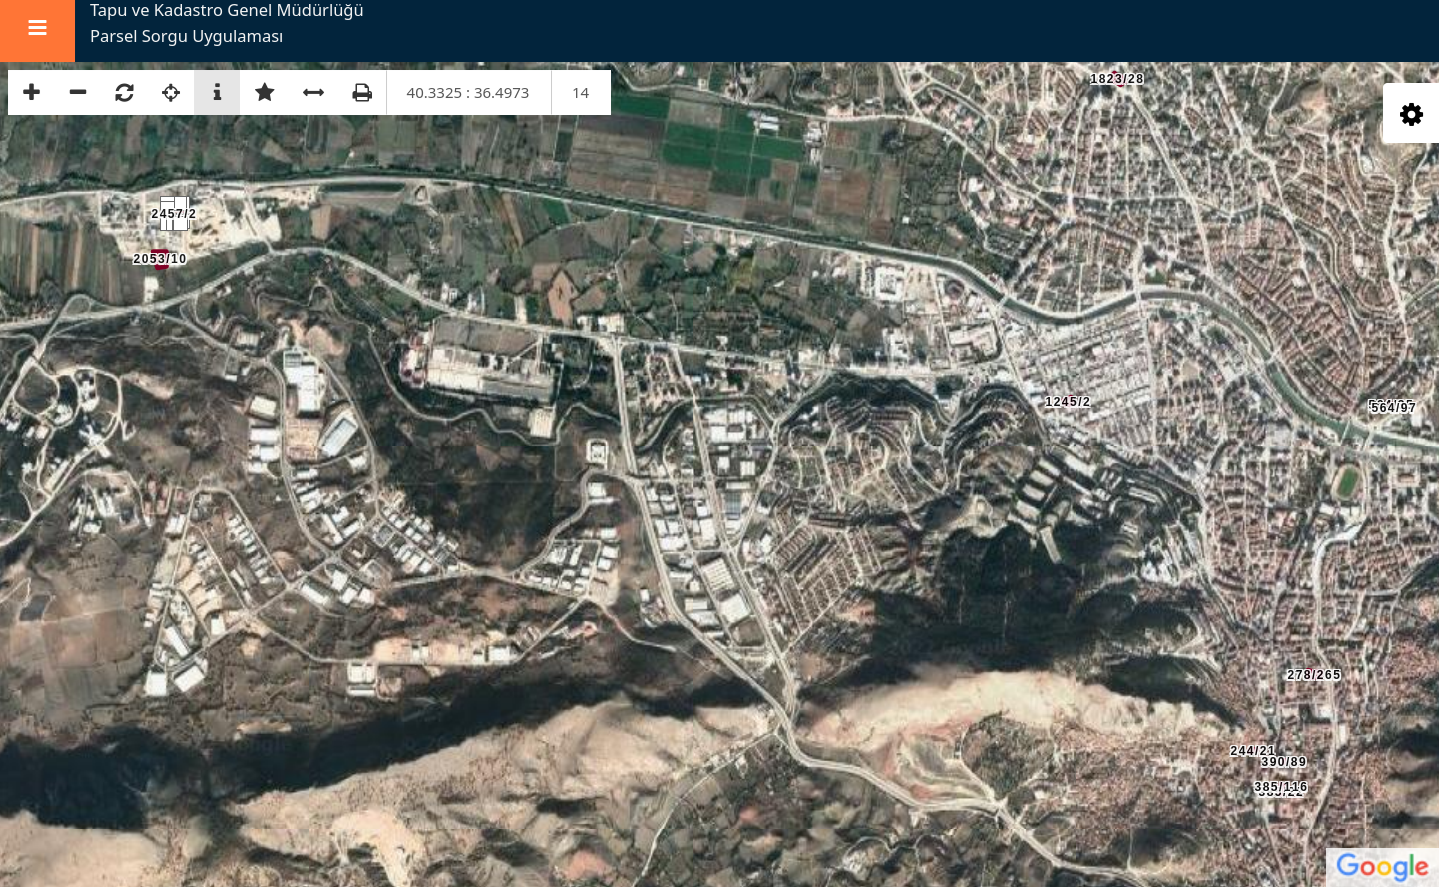 Tapu ve Kadastro Genel Müdürlüğü
Parsel Sorgu Uygulaması
40.3325 : 36.4973
14
1823/28
2457/2
2053/10
1245/2
564/97
278/265
244/21
390/89
385/116
Google